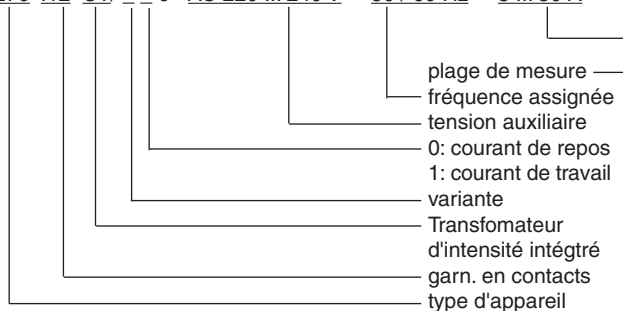 plage de mesure
fréquence assignée
tension auxiliaire
0: courant de repos
1: courant de travail
variante
Transfomateur
d'intensité intégtré
garn. en contacts
type d'appareil